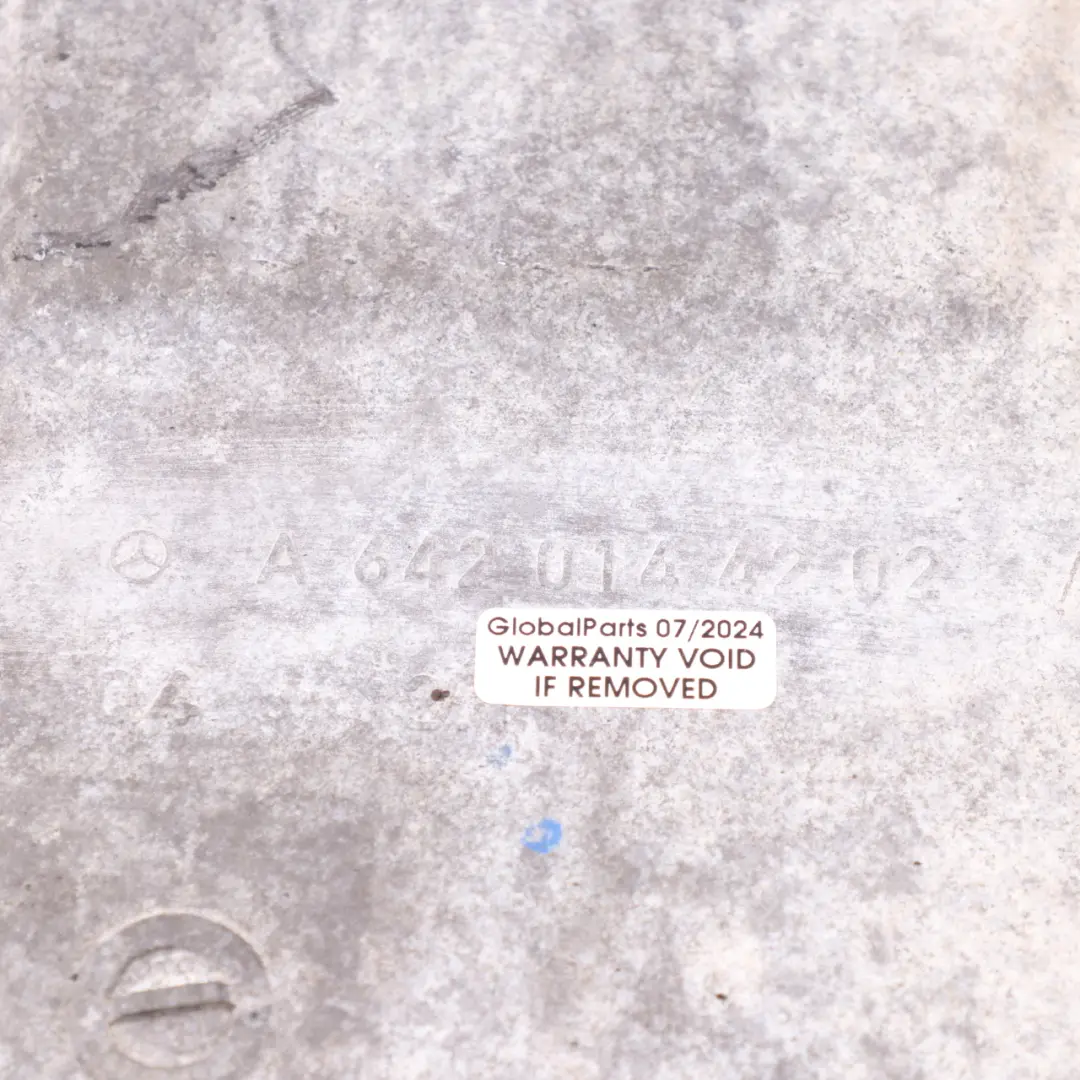 A 642 014 42 02
GlobalParts 07/2024
WARRANTY VOID
IF REMOVED